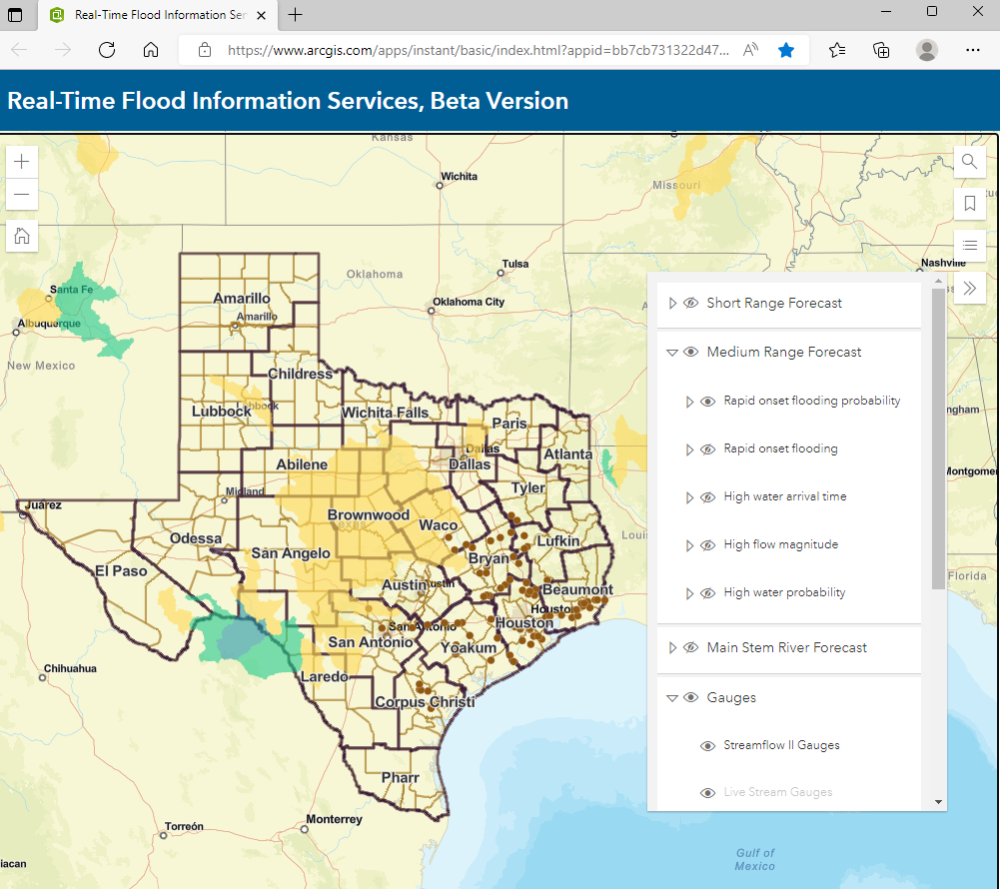 Real-Time Flood Information Ser
https://www.arcgis.com/apps/instant/basic/index.html?appid=bb7cb731322d47...
Real-Time Flood Information Services, Beta Version
Kansas
Wichita
Missouri
Nashville
Tulsa
Oklahoma
Santa Fe
Amarillo
Oklahoma City
Amarillo
Albuquerque
New Mexico
Childress
Lubbock
Wichita Falls
Paris
Dallas
Atlanta
Abilene
Dallas
Midland
Tyler
Juárez
Brownwood
Waco
Texas
Odessa
Lufkin
San Angelo
Bryan
El Paso
Austin
Beaumont
Houston
San Antonio
Houston
San Antonio
Yoakum
Chihuahua
Laredo
Corpus Christi
Pharr
Monterrey
Torreón
iacan
Gulf of
Mexico
Short Range Forecast
Medium Range Forecast
Rapid onset flooding probability
Rapid onset flooding
High water arrival time
High flow magnitude
High water probability
Main Stem River Forecast
Gauges
Streamflow II Gauges
Live Stream Gauges
ngham
Montgomer
Florida
Louis